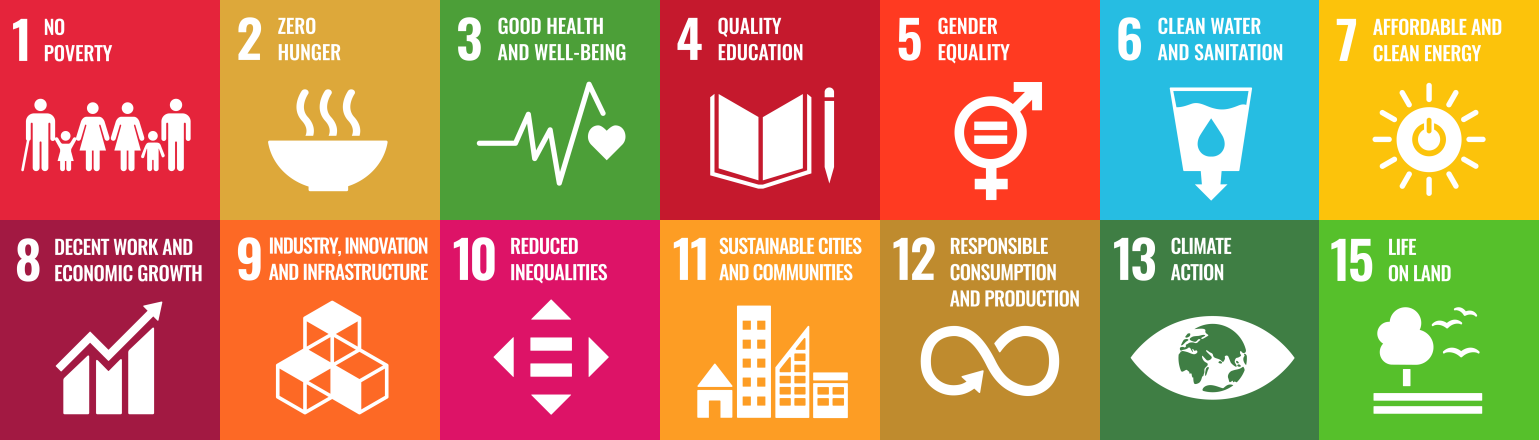 1 NO
POVERTY
2 ZERO
HUNGER
3 GOOD HEALTH
AND WELL-BEING
4 QUALITY
EDUCATION
5 GENDER
EQUALITY
6 CLEAN WATER
AND SANITATION
7 AFFORDABLE AND
CLEAN ENERGY
8 DECENT WORK AND
ECONOMIC GROWTH
9 INDUSTRY, INNOVATION
AND INFRASTRUCTURE
10 REDUCED
INEQUALITIES
11 SUSTAINABLE CITIES
AND COMMUNITIES
12 RESPONSIBLE
CONSUMPTION
AND PRODUCTION
13 CLIMATE
ACTION
15 LIFE
ON LAND